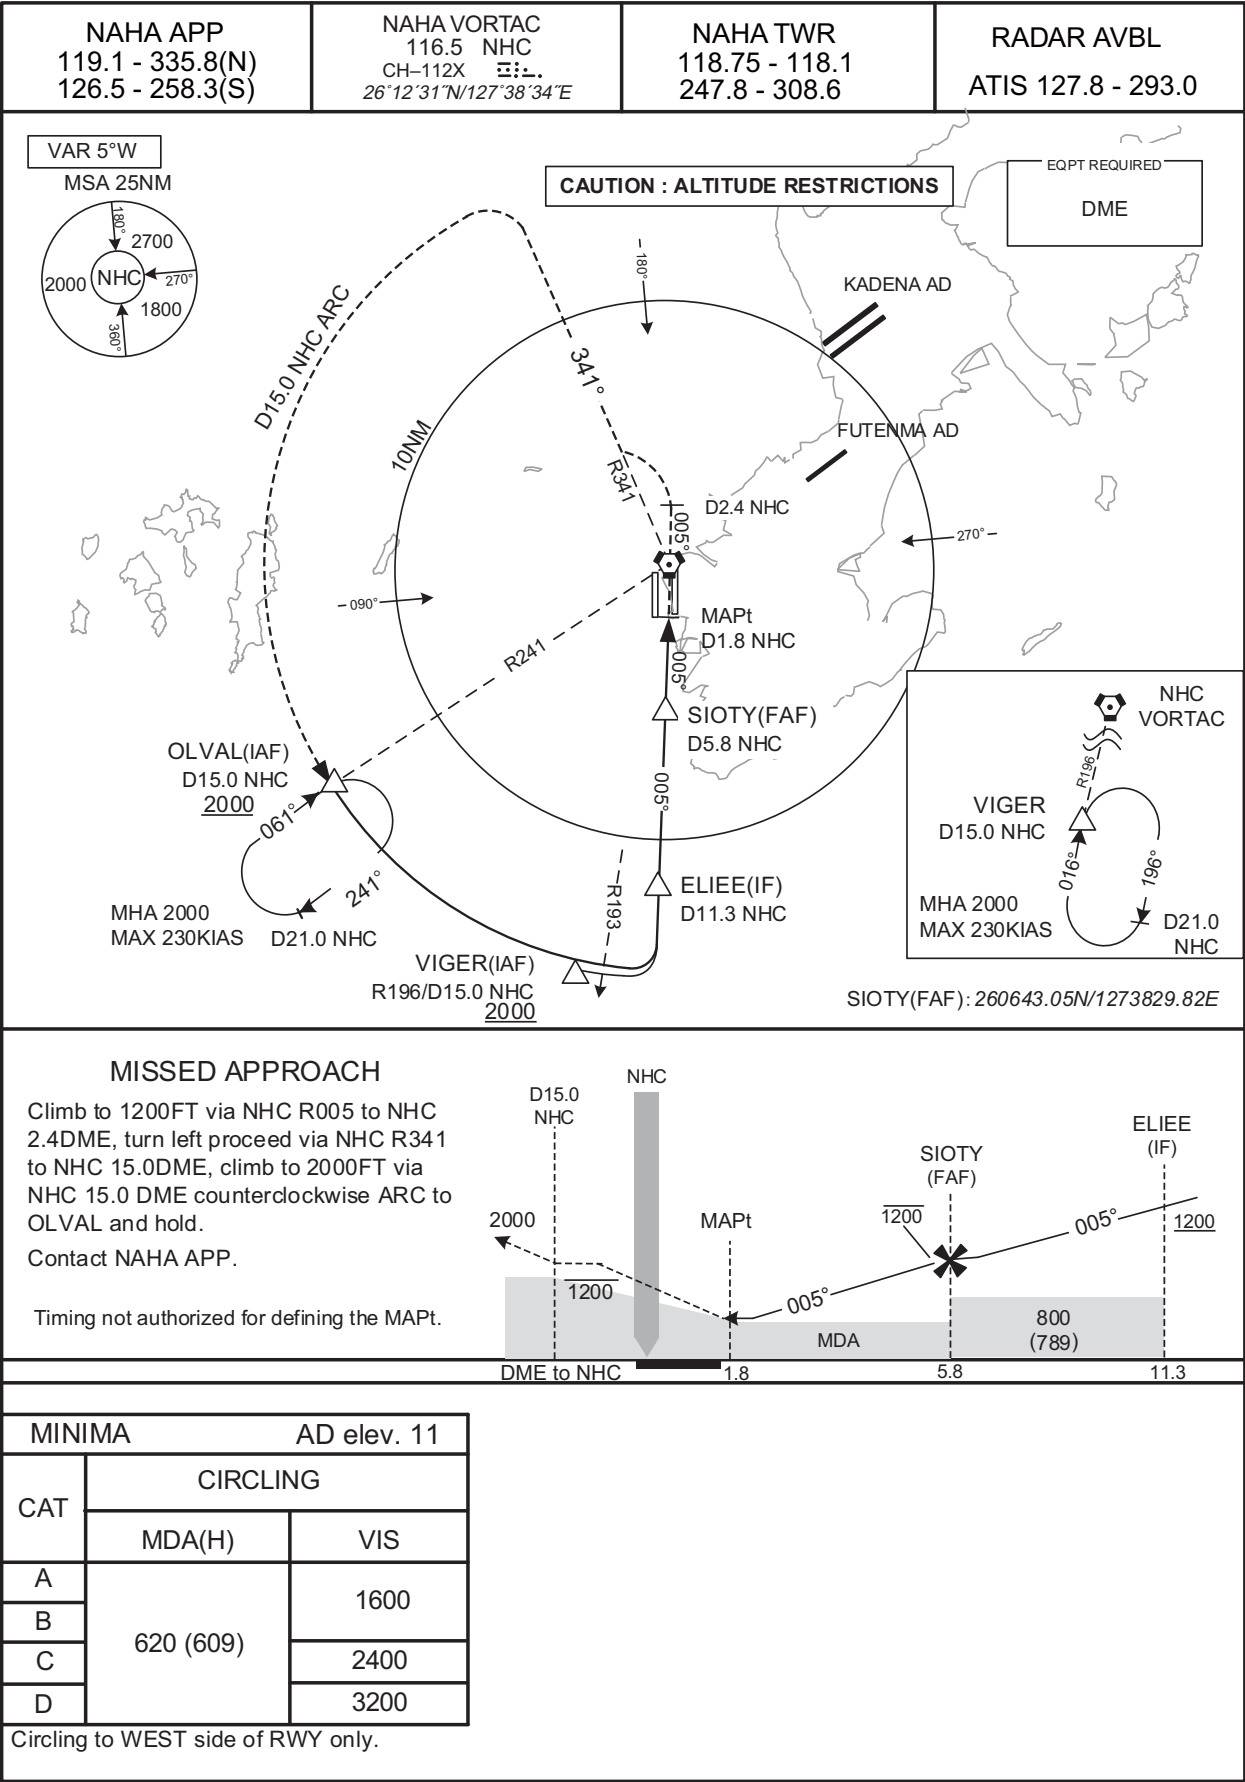 NAHA APP
119.1 - 335.8(N)
126.5 - 258.3(S)
NAHA VORTAC
116.5 NHC
CH–112X
26°12´31˝N/127°38´34˝E
NAHA TWR
118.75 - 118.1
247.8 - 308.6
RADAR AVBL
ATIS 127.8 - 293.0
VAR 5°W
MSA 25NM
180°
2700
2000
NHC
270°
1800
360°
CAUTION : ALTITUDE RESTRICTIONS
EQPT REQUIRED
DME
180°
KADENA AD
D15.0 NHC ARC
341°
10NM
FUTENMA AD
R341
D2.4 NHC
005°
270°
090°
MAPt
D1.8 NHC
R241
005°
SIOTY(FAF)
D5.8 NHC
OLVAL(IAF)
D15.0 NHC
2000
061°
241°
005°
MHA 2000
MAX 230KIAS
D21.0 NHC
R193
ELIEE(IF)
D11.3 NHC
VIGER(IAF)
R196/D15.0 NHC
2000
NHC
VORTAC
R196
VIGER
D15.0 NHC
016°
196°
MHA 2000
MAX 230KIAS
D21.0
NHC
SIOTY(FAF): 260643.05N/1273829.82E
MISSED APPROACH
Climb to 1200FT via NHC R005 to NHC
2.4DME, turn left proceed via NHC R341
to NHC 15.0DME, climb to 2000FT via
NHC 15.0 DME counterclockwise ARC to
OLVAL and hold.
Contact NAHA APP.
Timing not authorized for defining the MAPt.
D15.0
NHC
NHC
SIOTY
(FAF)
ELIEE
(IF)
2000
MAPt
1200
005°
1200
1200
005°
MDA
800
(789)
DME to NHC
1.8
5.8
11.3
MINIMA AD elev. 11
CAT
CIRCLING
MDA(H)
VIS
A
B
C
D
620 (609)
1600
2400
3200
Circling to WEST side of RWY only.